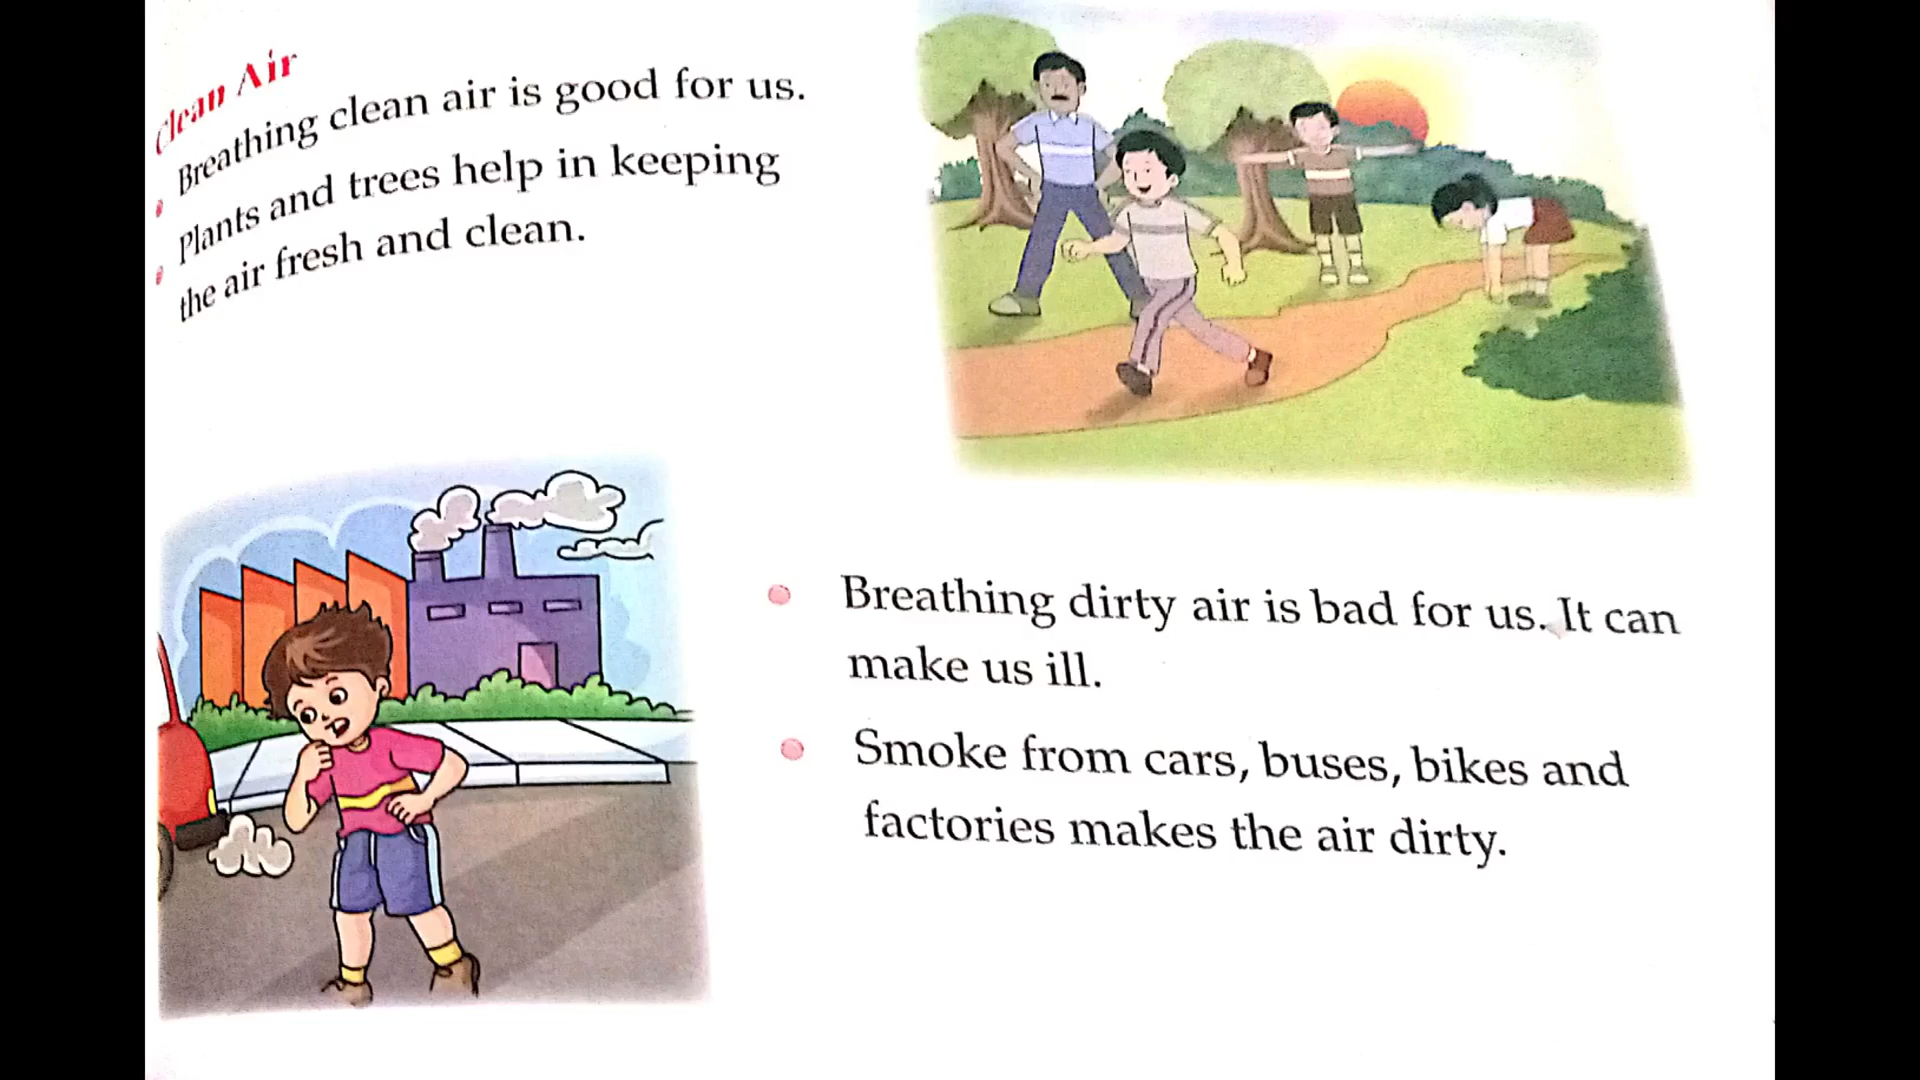 Clean Air
Breathing clean air is good for us.
Plants and trees help in keeping
the air fresh and clean.
Breathing dirty air is bad for us. It can
make us ill.
Smoke from cars, buses, bikes and
factories makes the air dirty.